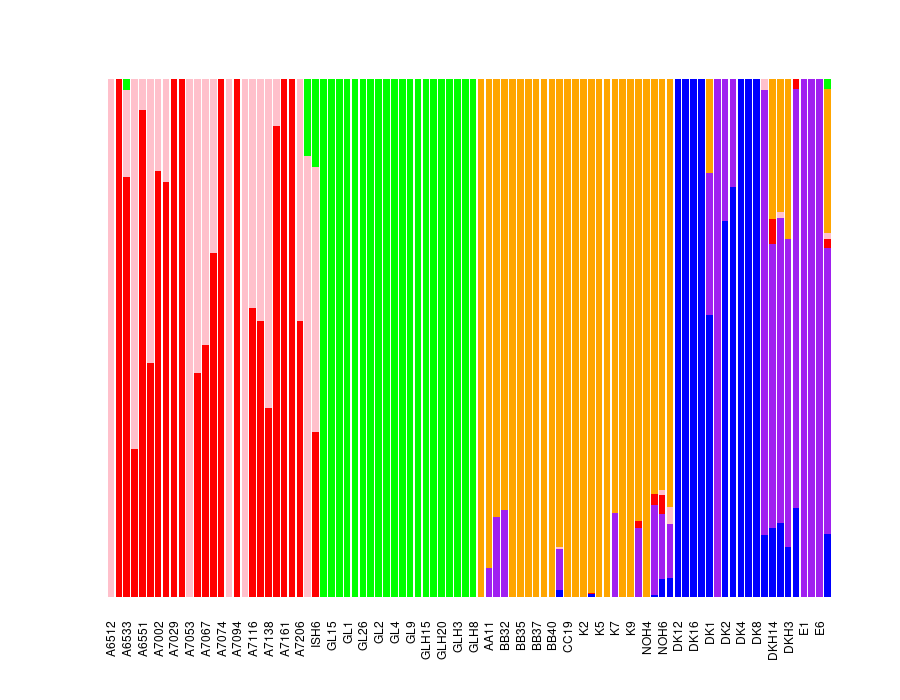 A6512
A6533
A6551
A7002
A7029
A7053
A7067
A7074
A7094
A7116
A7138
A7161
A7206
ISH6
GL15
GL1
GL26
GL2
GL4
GL9
GLH15
GLH20
GLH3
GLH8
AA11
BB32
BB35
BB37
BB40
CC19
K2
K5
K7
K9
NOH4
NOH6
DK12
DK16
DK1
DK2
DK4
DK8
DKH14
DKH3
E1
E6